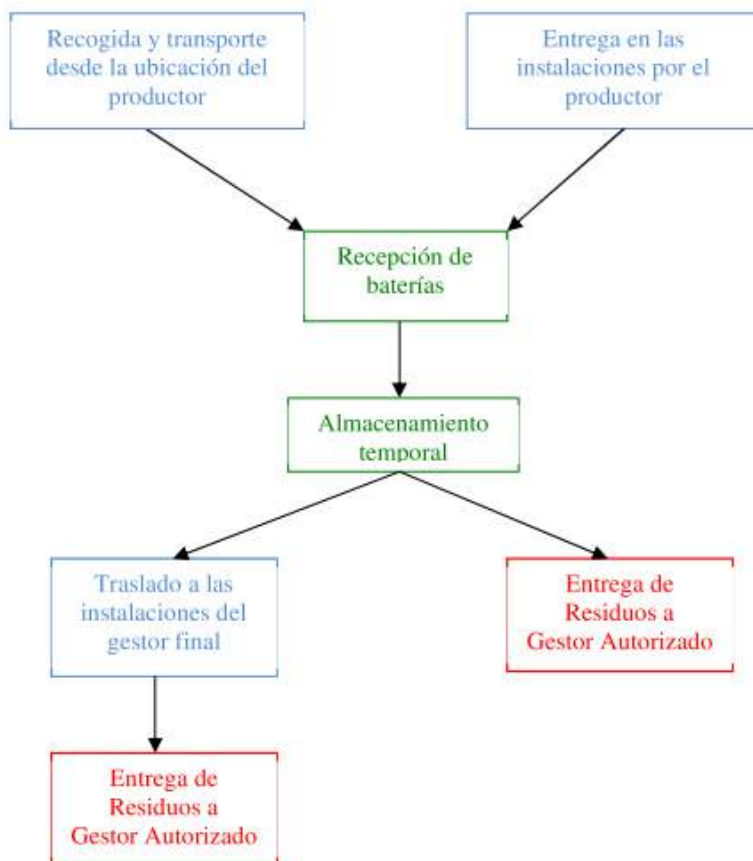 Recogida y transporte
desde la ubicación del
productor
Entrega en las
instalaciones por el
productor
Recepción de
baterías
Almacenamiento
temporal
Traslado a las
instalaciones del
gestor final
Entrega de
Residuos a
Gestor Autorizado
Entrega de
Residuos a
Gestor Autorizado